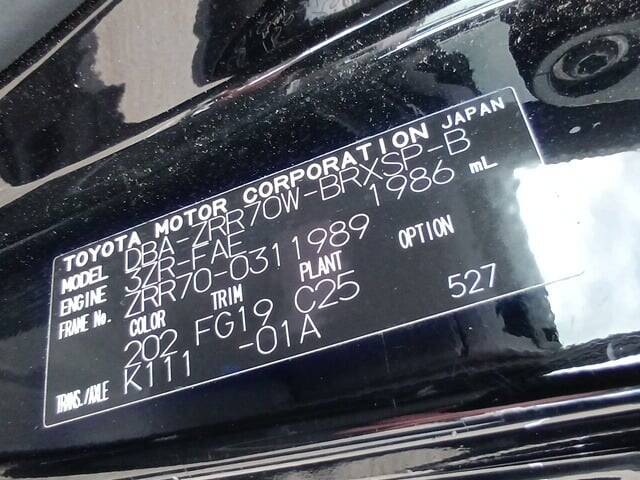 TOYOTA MOTOR CORPORATION JAPAN
MODEL DBA-ZRR70W-BRXSP-B
ENGINE 3ZR-FAE 1986 mL
FRAME No. ZRR70-0311989
COLOR TRIM PLANT OPTION
202 FG19 C25 527
TRANS./AXLE K111 -01A